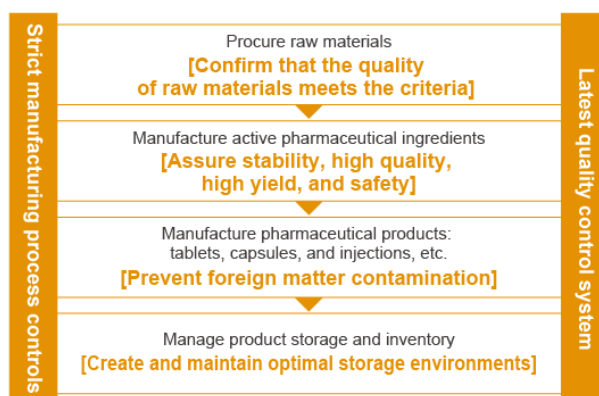 Strict manufacturing process controls
Procure raw materials
[Confirm that the quality
of raw materials meets the criteria]
Manufacture active pharmaceutical ingredients
[Assure stability, high quality,
high yield, and safety]
Manufacture pharmaceutical products:
tablets, capsules, and injections, etc.
[Prevent foreign matter contamination]
Manage product storage and inventory
[Create and maintain optimal storage environments]
Latest quality control system